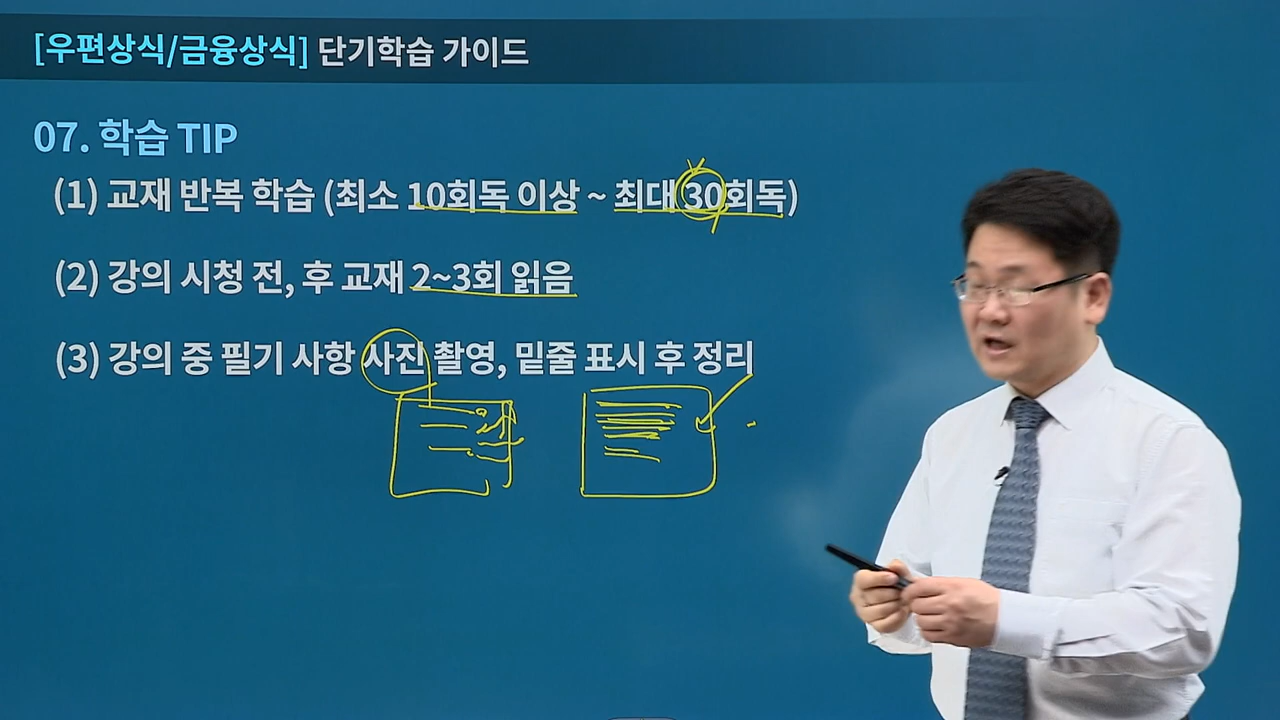 [우편상식/금융상식] 단기학습 가이드
07. 학습 TIP
(1) 교재 반복 학습 (최소 10회독 이상 ~ 최대 30회독)
(2) 강의 시청 전, 후 교재 2~3회 읽음
(3) 강의 중 필기 사항 사진 촬영, 밑줄 표시 후 정리